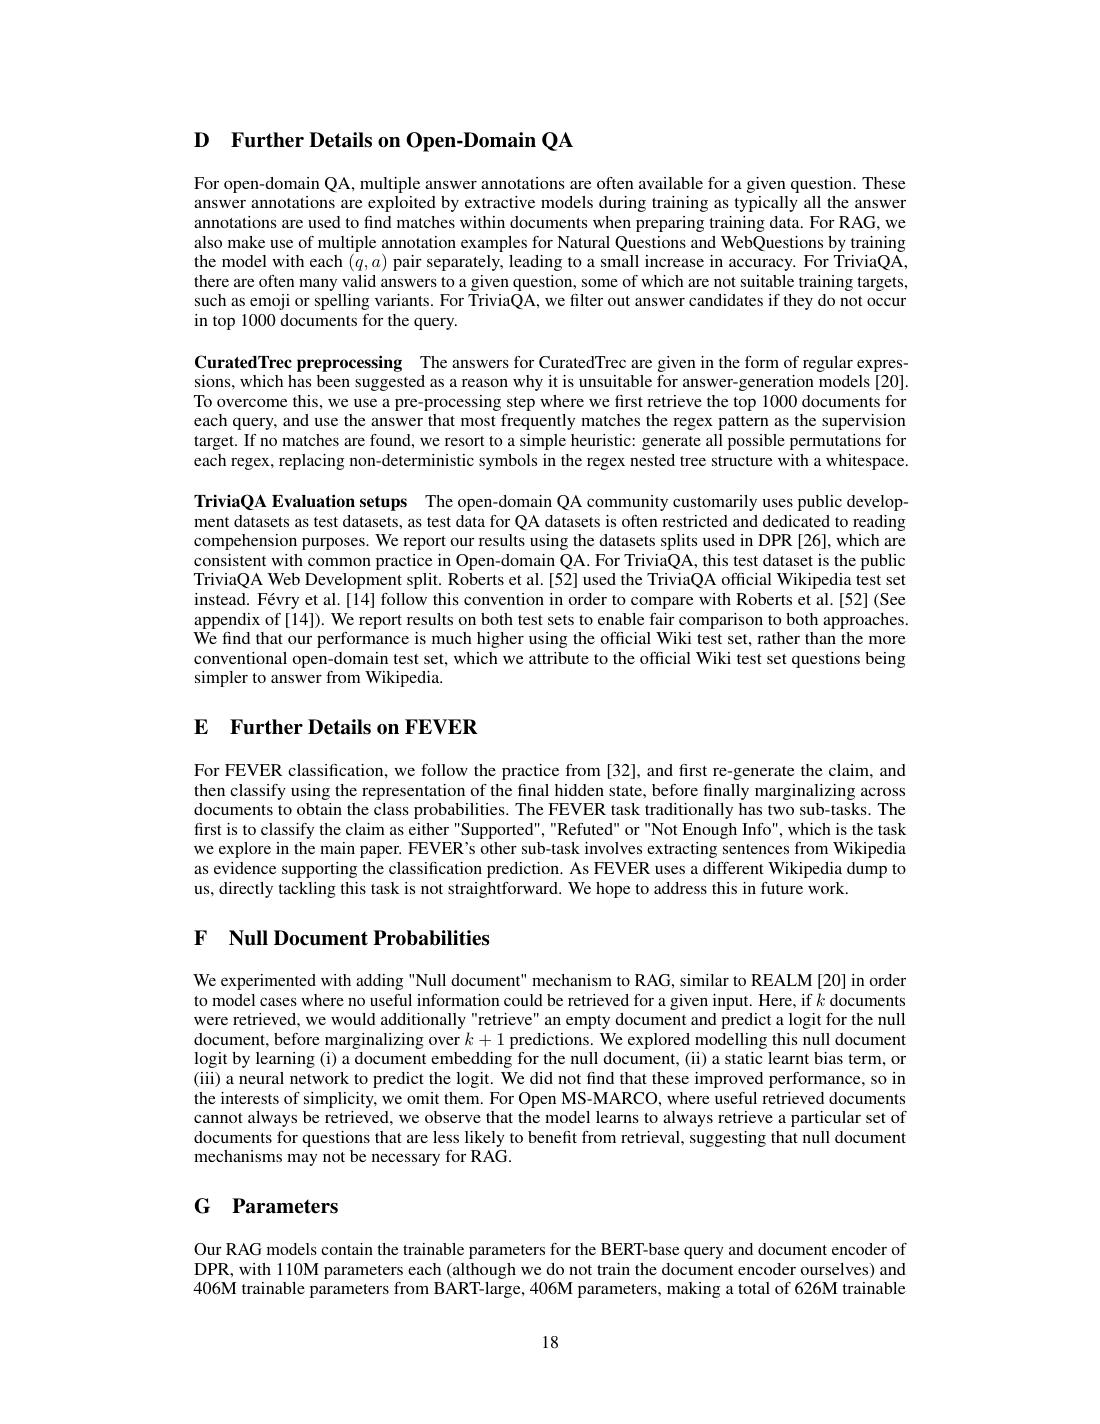 D Further Details on Open-Domain QA
For open-domain QA, multiple answer annotations are often available for a given question. These
answer annotations are exploited by extractive models during training as typically all the answer
annotations are used to find matches within documents when preparing training data. For RAG, we
also make use of multiple annotation examples for Natural Questions and WebQuestions by training
the model with each (q, a) pair separately, leading to a small increase in accuracy. For TriviaQA,
there are often many valid answers to a given question, some of which are not suitable training targets,
such as emoji or spelling variants. For TriviaQA, we filter out answer candidates if they do not occur
in top 1000 documents for the query.
CuratedTrec preprocessing The answers for CuratedTrec are given in the form of regular expres-
sions, which has been suggested as a reason why it is unsuitable for answer-generation models [20].
To overcome this, we use a pre-processing step where we first retrieve the top 1000 documents for
each query, and use the answer that most frequently matches the regex pattern as the supervision
target. If no matches are found, we resort to a simple heuristic: generate all possible permutations for
each regex, replacing non-deterministic symbols in the regex nested tree structure with a whitespace.
TriviaQA Evaluation setups The open-domain QA community customarily uses public develop-
ment datasets as test datasets, as test data for QA datasets is often restricted and dedicated to reading
compehension purposes. We report our results using the datasets splits used in DPR [26], which are
consistent with common practice in Open-domain QA. For TriviaQA, this test dataset is the public
TriviaQA Web Development split. Roberts et al. [52] used the TriviaQA official Wikipedia test set
instead. Févry et al. [14] follow this convention in order to compare with Roberts et al. [52] (See
appendix of [14]). We report results on both test sets to enable fair comparison to both approaches.
We find that our performance is much higher using the official Wiki test set, rather than the more
conventional open-domain test set, which we attribute to the official Wiki test set questions being
simpler to answer from Wikipedia.
E Further Details on FEVER
For FEVER classification, we follow the practice from [32], and first re-generate the claim, and
then classify using the representation of the final hidden state, before finally marginalizing across
documents to obtain the class probabilities. The FEVER task traditionally has two sub-tasks. The
first is to classify the claim as either "Supported", "Refuted" or "Not Enough Info", which is the task
we explore in the main paper. FEVER's other sub-task involves extracting sentences from Wikipedia
as evidence supporting the classification prediction. As FEVER uses a different Wikipedia dump to
us, directly tackling this task is not straightforward. We hope to address this in future work.
F Null Document Probabilities
We experimented with adding "Null document" mechanism to RAG, similar to REALM [20] in order
to model cases where no useful information could be retrieved for a given input. Here, if k documents
were retrieved, we would additionally "retrieve" an empty document and predict a logit for the null
document, before marginalizing over k + 1 predictions. We explored modelling this null document
logit by learning (i) a document embedding for the null document, (ii) a static learnt bias term, or
(iii) a neural network to predict the logit. We did not find that these improved performance, so in
the interests of simplicity, we omit them. For Open MS-MARCO, where useful retrieved documents
cannot always be retrieved, we observe that the model learns to always retrieve a particular set of
documents for questions that are less likely to benefit from retrieval, suggesting that null document
mechanisms may not be necessary for RAG.
G Parameters
Our RAG models contain the trainable parameters for the BERT-base query and document encoder of
DPR, with 110M parameters each (although we do not train the document encoder ourselves) and
406M trainable parameters from BART-large, 406M parameters, making a total of 626M trainable
18